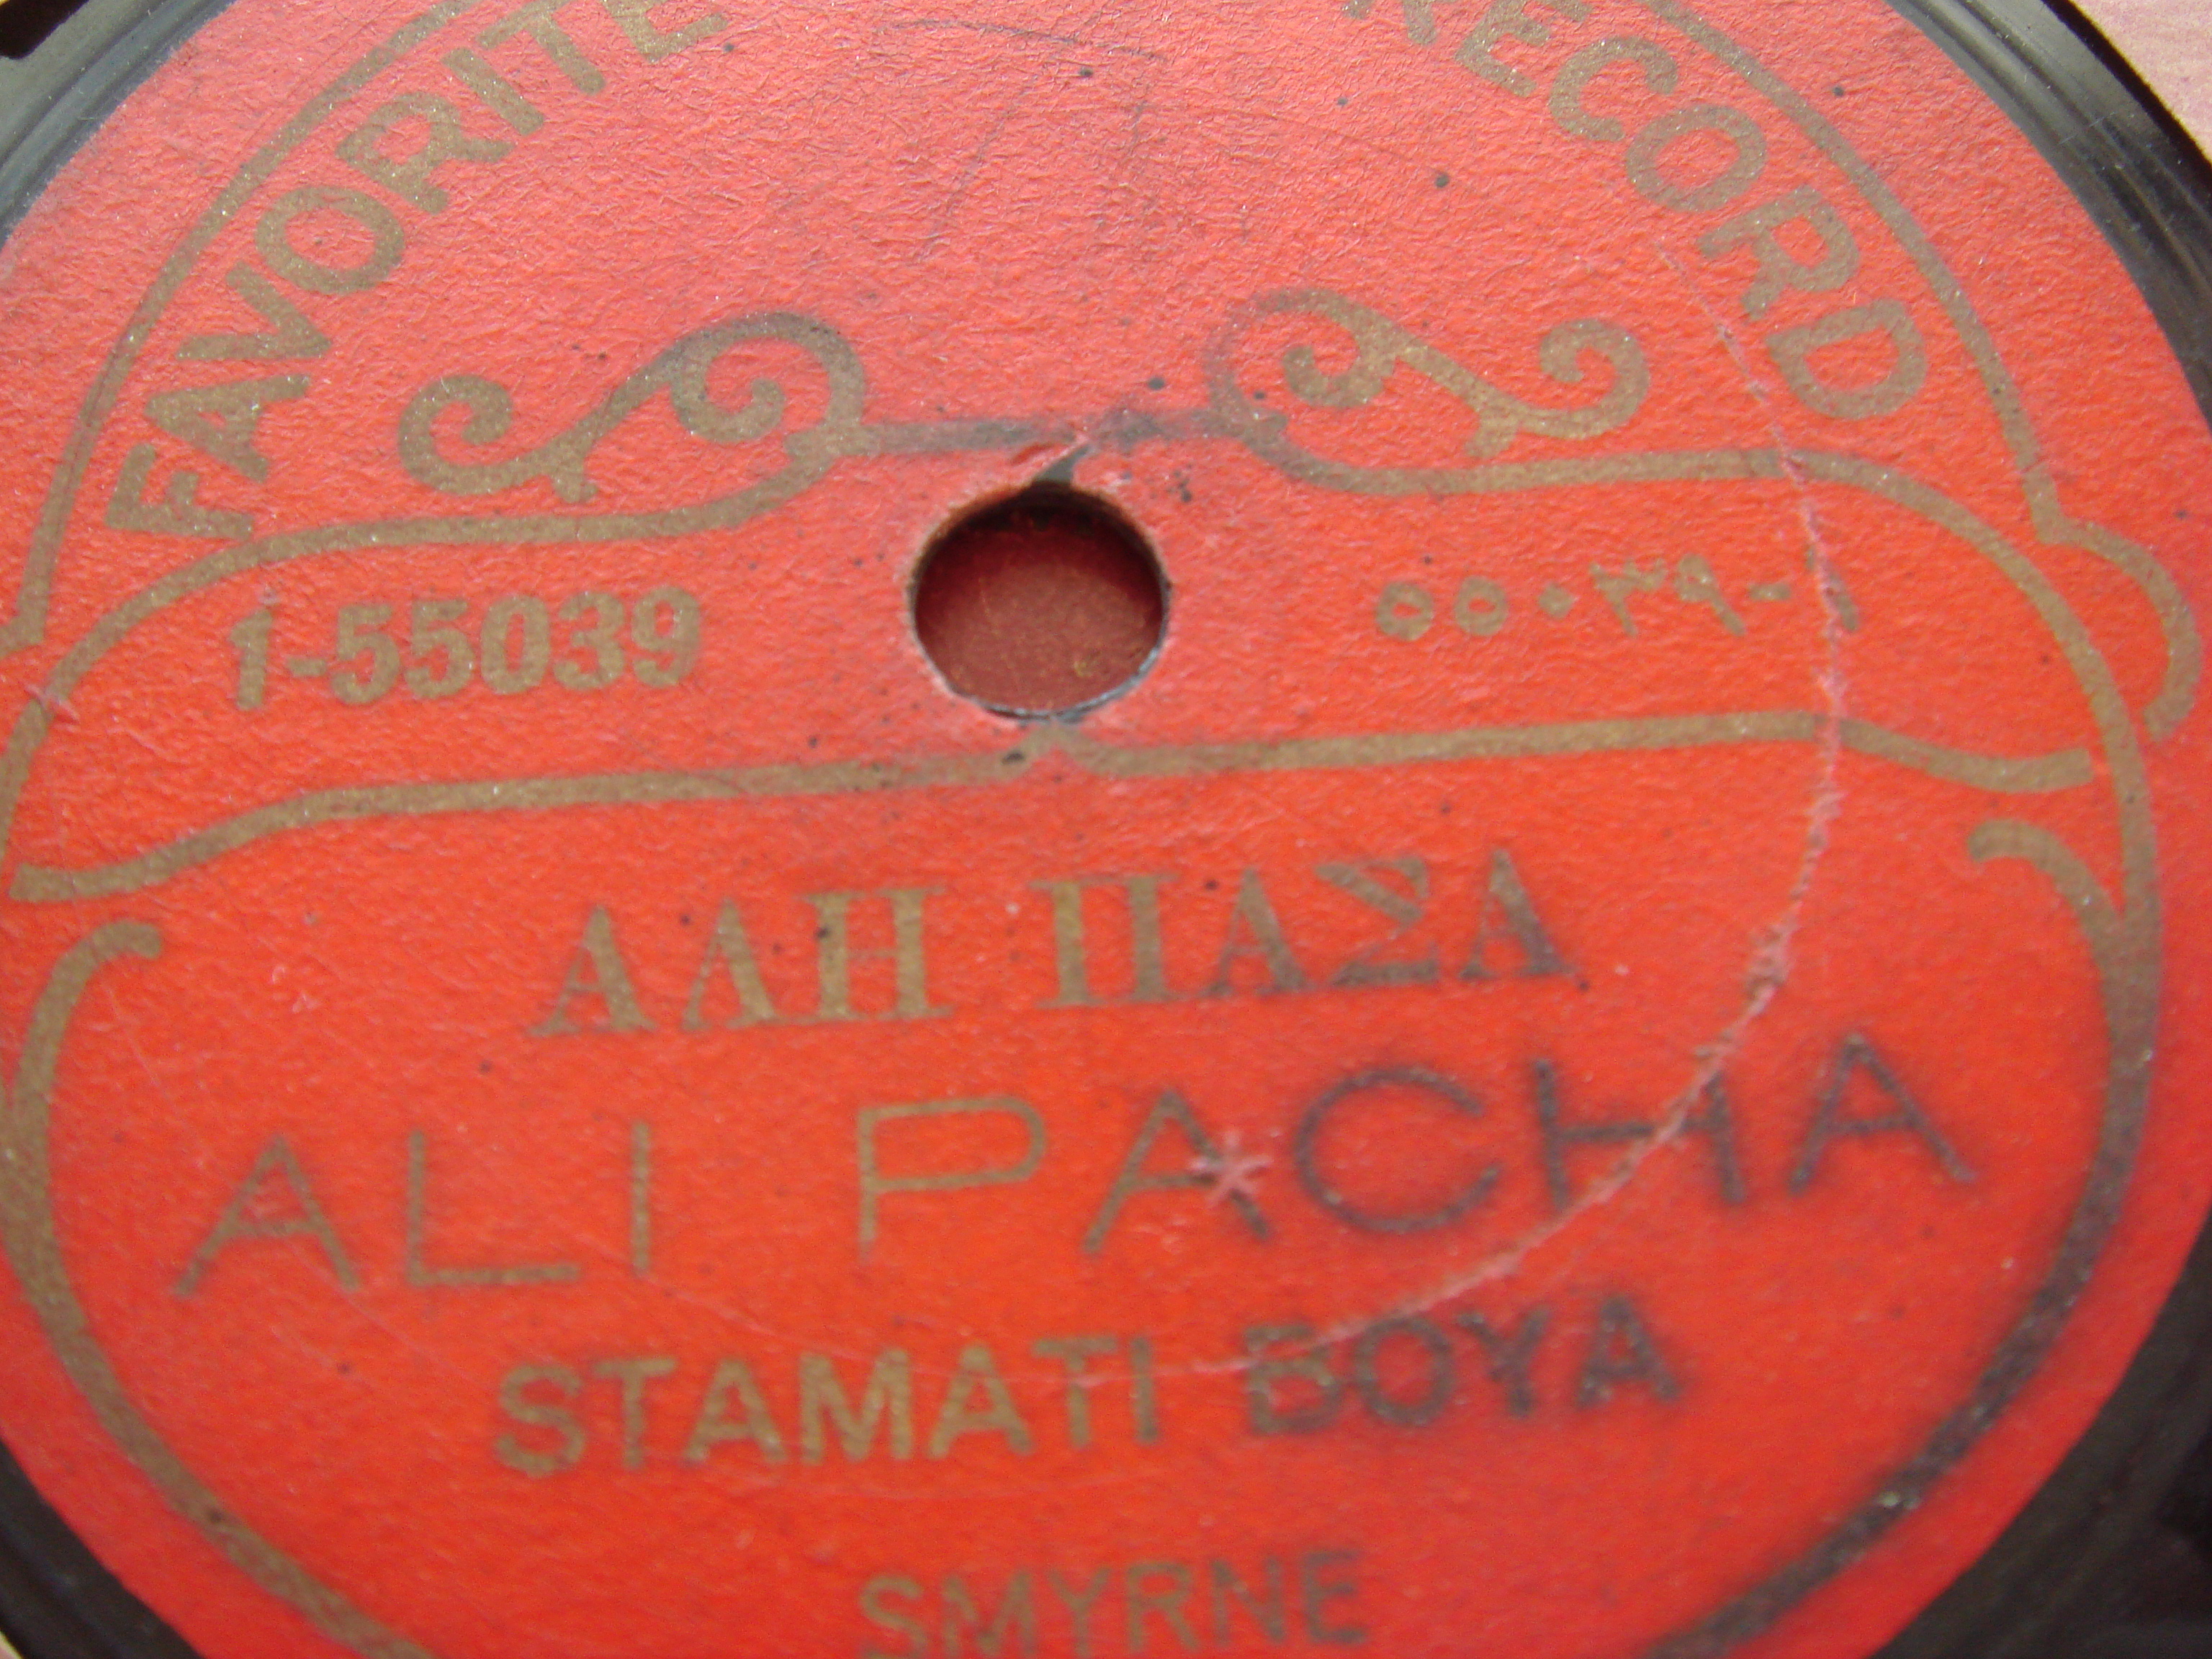 FAVORITE RECORD
1-55039 ٥٥٠٣٩-١
ΑΛΗ ΠΑΣΑ
ALI PACHA
STAMATI BOYA
SMYRNE